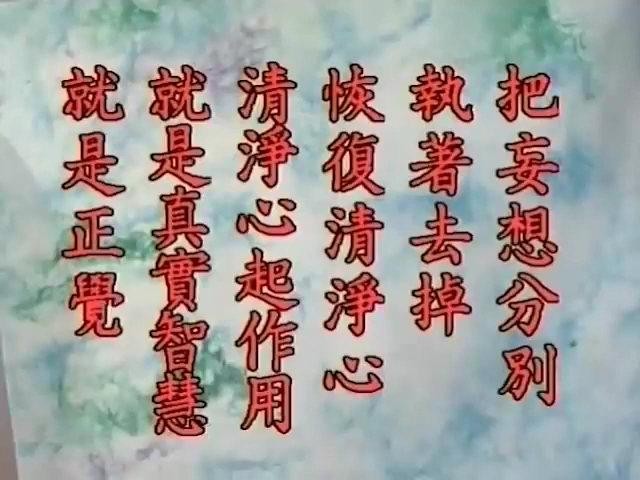 把妄想分別
執著去掉
恢復清淨心
清淨心起作用
就是真實智慧
就是正覺